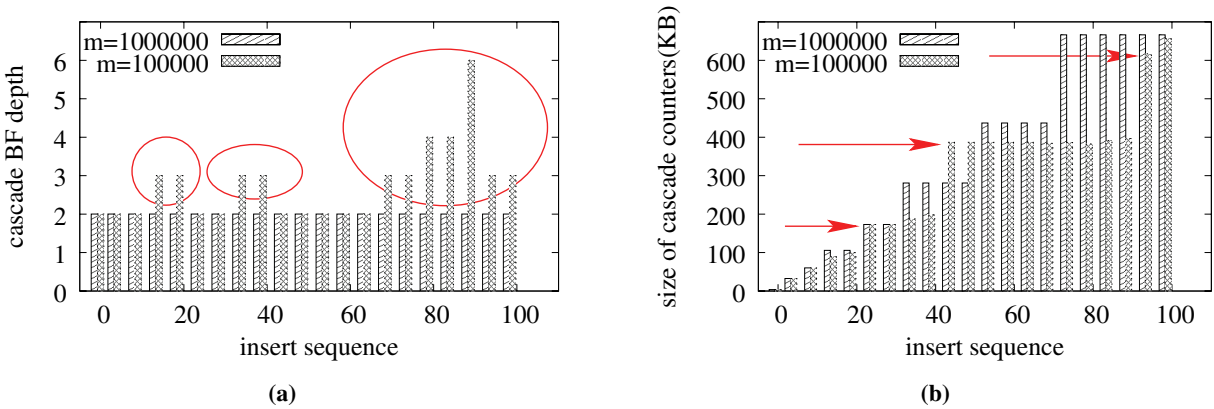 m=1000000
m=100000
cascade BF depth
6
5
4
3
2
1
0
0 20 40 60 80 100
insert sequence
(a)
m=1000000
m=100000
size of cascade counters(KB)
600
500
400
300
200
100
0
0 20 40 60 80 100
insert sequence
(b)